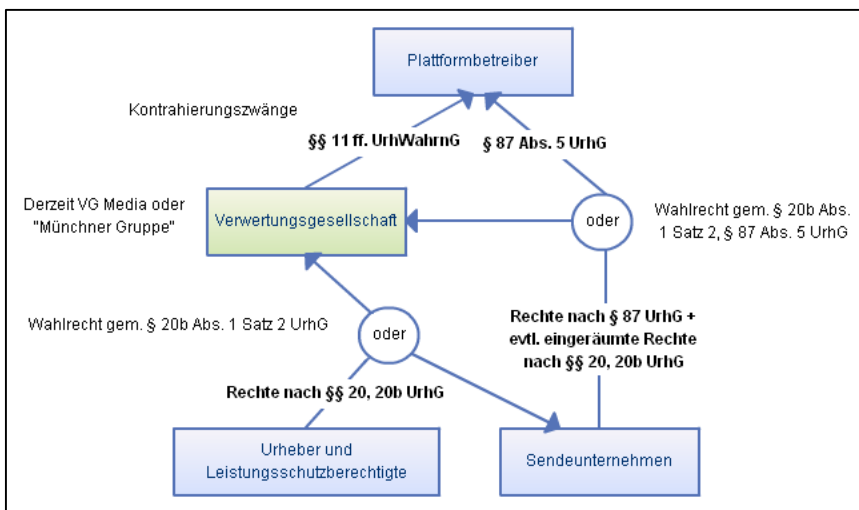 Plattformbetreiber
Kontrahierungszwänge
§§ 11 ff. UrhWahrnG
§ 87 Abs. 5 UrhG
Derzeit VG Media oder
"Münchner Gruppe"
Verwertungsgesellschaft
oder
Wahlrecht gem. § 20b Abs.
1 Satz 2, § 87 Abs. 5 UrhG
Wahlrecht gem. § 20b Abs. 1 Satz 2 UrhG
oder
Rechte nach § 87 UrhG +
evtl. eingeräumte Rechte
nach §§ 20, 20b UrhG
Rechte nach §§ 20, 20b UrhG
Urheber und
Leistungsschutzberechtigte
Sendeunternehmen